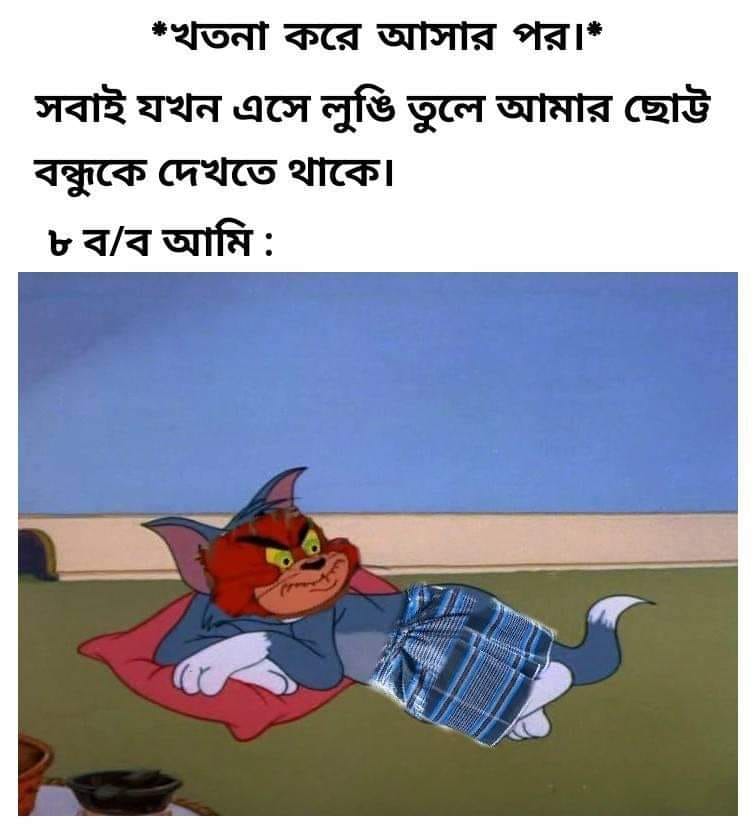 *খতনা করে আসার পর।*
সবাই যখন এসে লুঙি তুলে আমার ছোট্ট
বন্ধুকে দেখতে থাকে।
৮ ব/ব আমি :